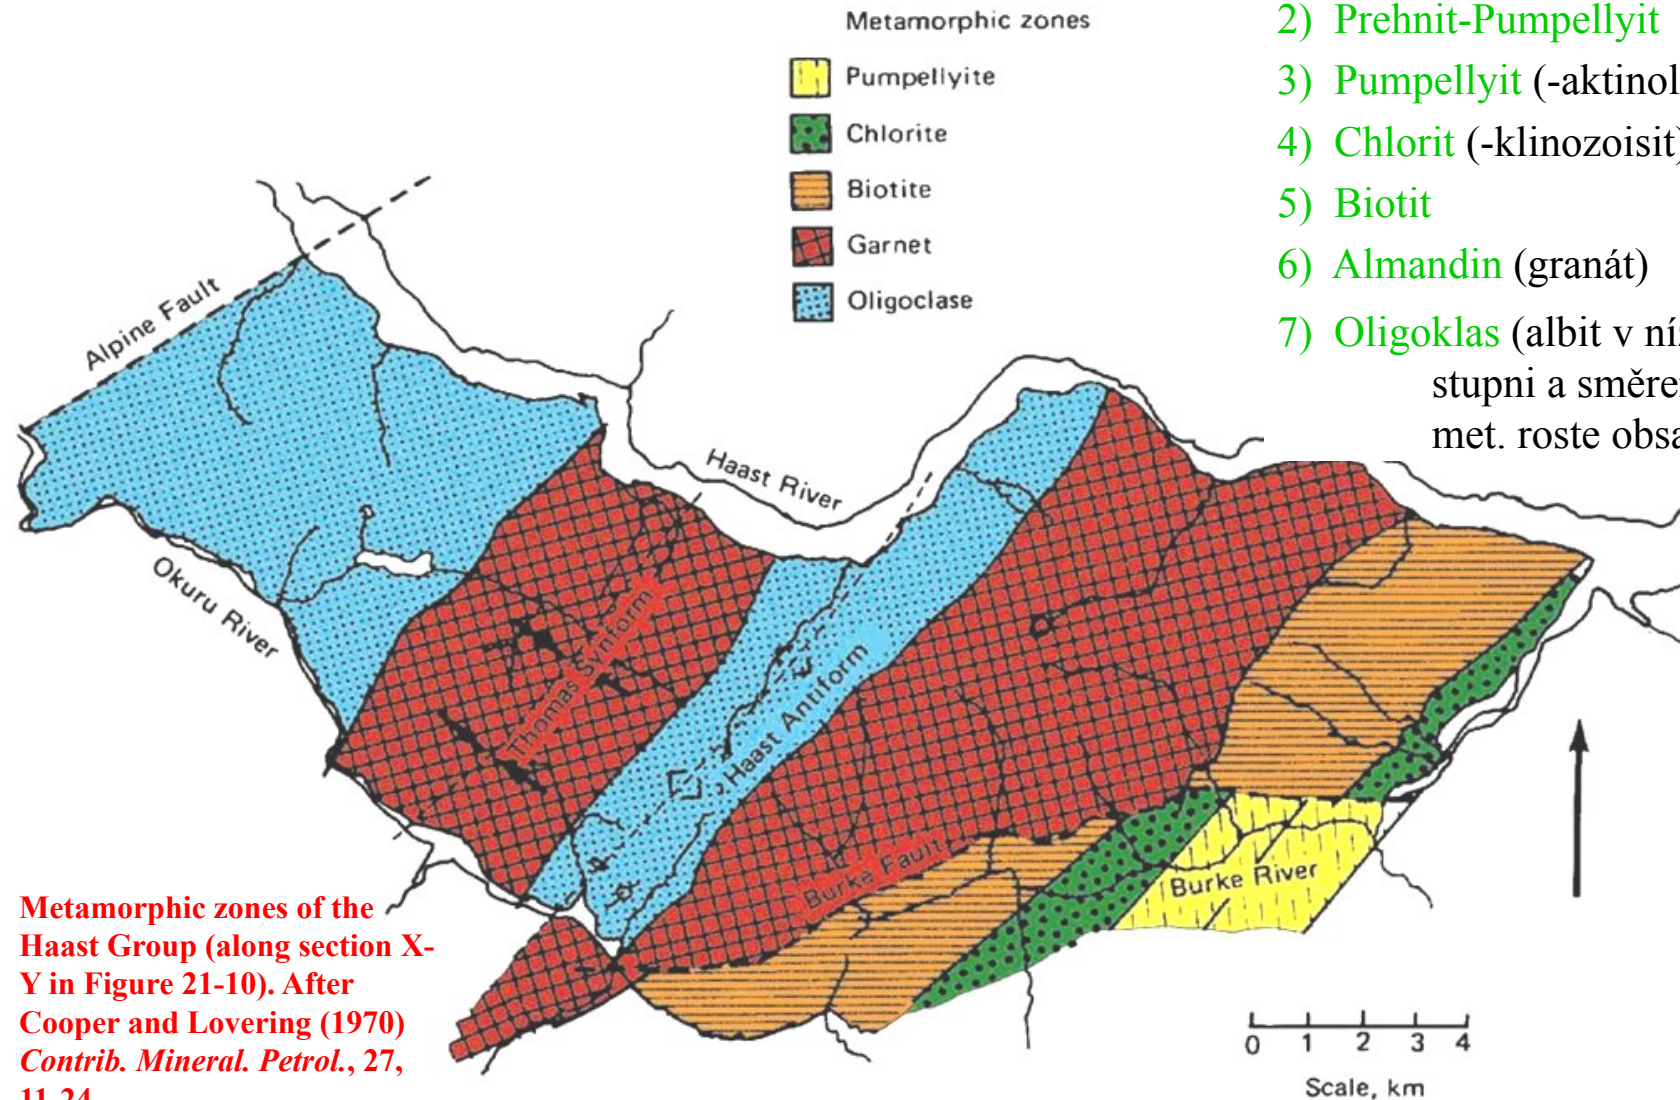 Metamorphic zones
Pumpellyite
Chlorite
Biotite
Garnet
Oligoclase
2) Prehnit-Pumpellyit
3) Pumpellyit (-aktinol
4) Chlorit (-klinozoisit)
5) Biotit
6) Almandin (granát)
7) Oligoklas (albit v ní
stupni a směre
met. roste obsa
Alpine Fault
Haast River
Okuru River
Thomas Synform
Haast Antiform
Burke Fault
Burke River
Metamorphic zones of the
Haast Group (along section X-
Y in Figure 21-10). After
Cooper and Lovering (1970)
Contrib. Mineral. Petrol., 27,
11-24
0 1 2 3 4
Scale, km